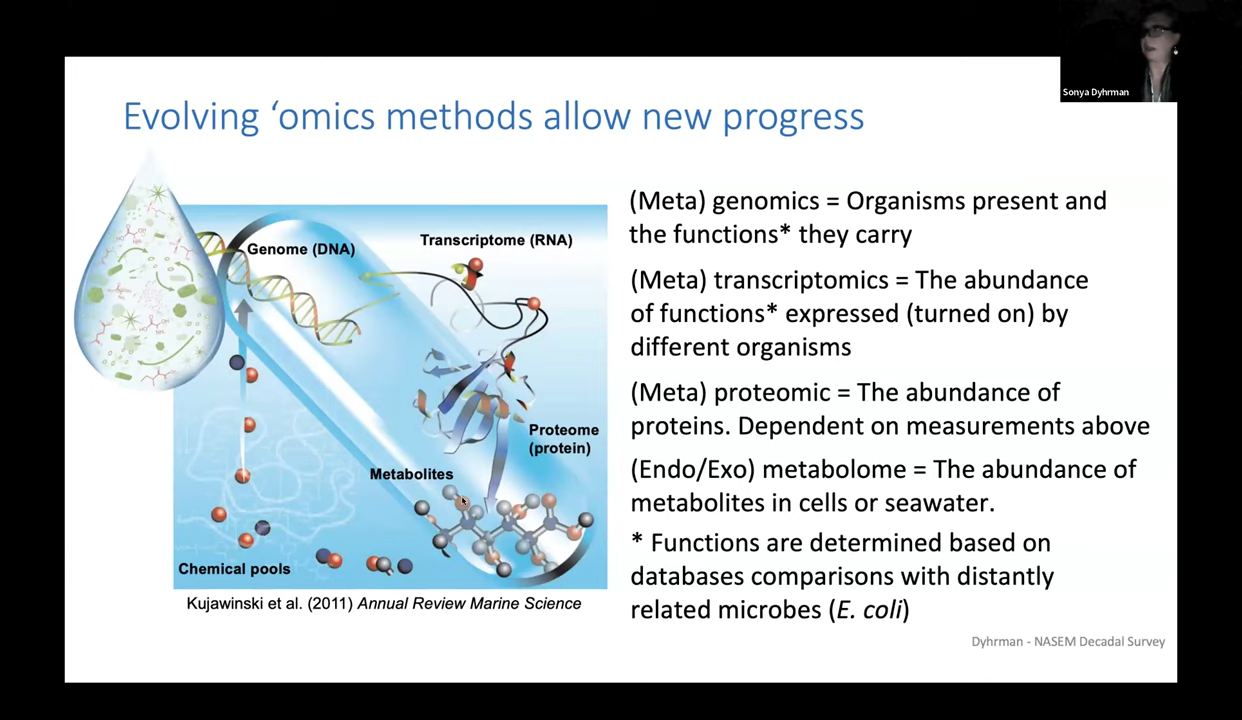 Sonya Dyhrman
Evolving ‘omics methods allow new progress
Genome (DNA)
Transcriptome (RNA)
Proteome
(protein)
Metabolites
Chemical pools
Kujawinski et al. (2011) Annual Review Marine Science
(Meta) genomics = Organisms present and
the functions* they carry
(Meta) transcriptomics = The abundance
of functions* expressed (turned on) by
different organisms
(Meta) proteomic = The abundance of
proteins. Dependent on measurements above
(Endo/Exo) metabolome = The abundance of
metabolites in cells or seawater.
* Functions are determined based on
databases comparisons with distantly
related microbes (E. coli)
Dyhrman - NASEM Decadal Survey